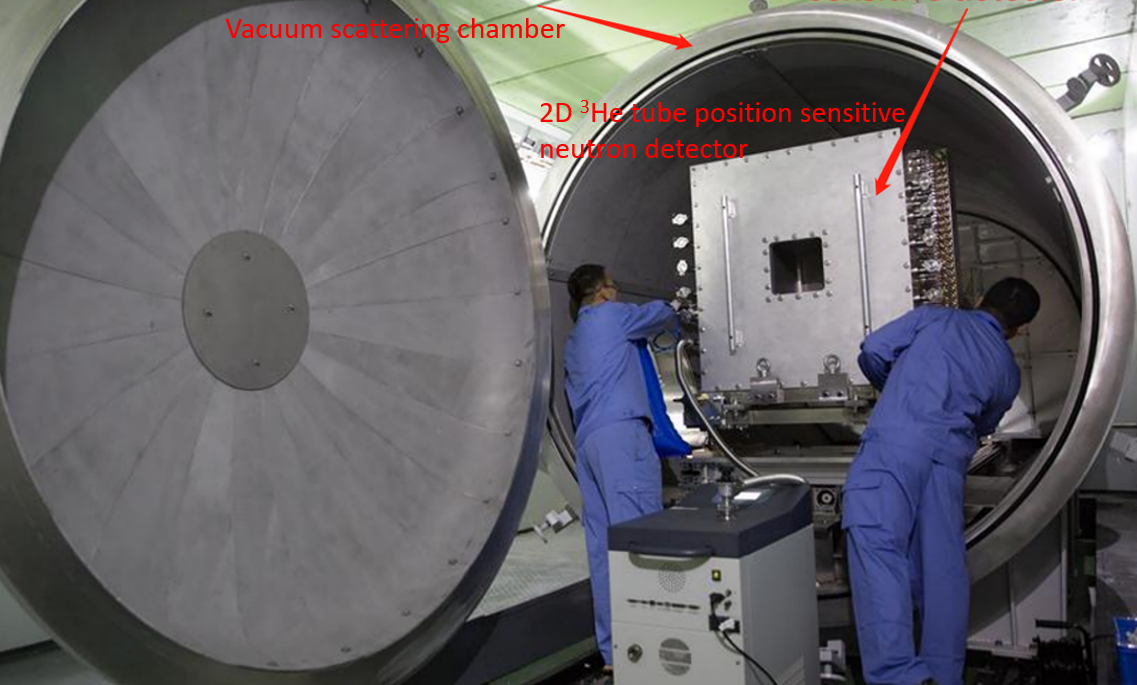 Vacuum scattering chamber
2D ³He tube position sensitive
neutron detector